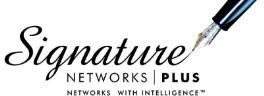 Signature
NETWORKS | PLUS
NETWORKS WITH INTELLIGENCE™